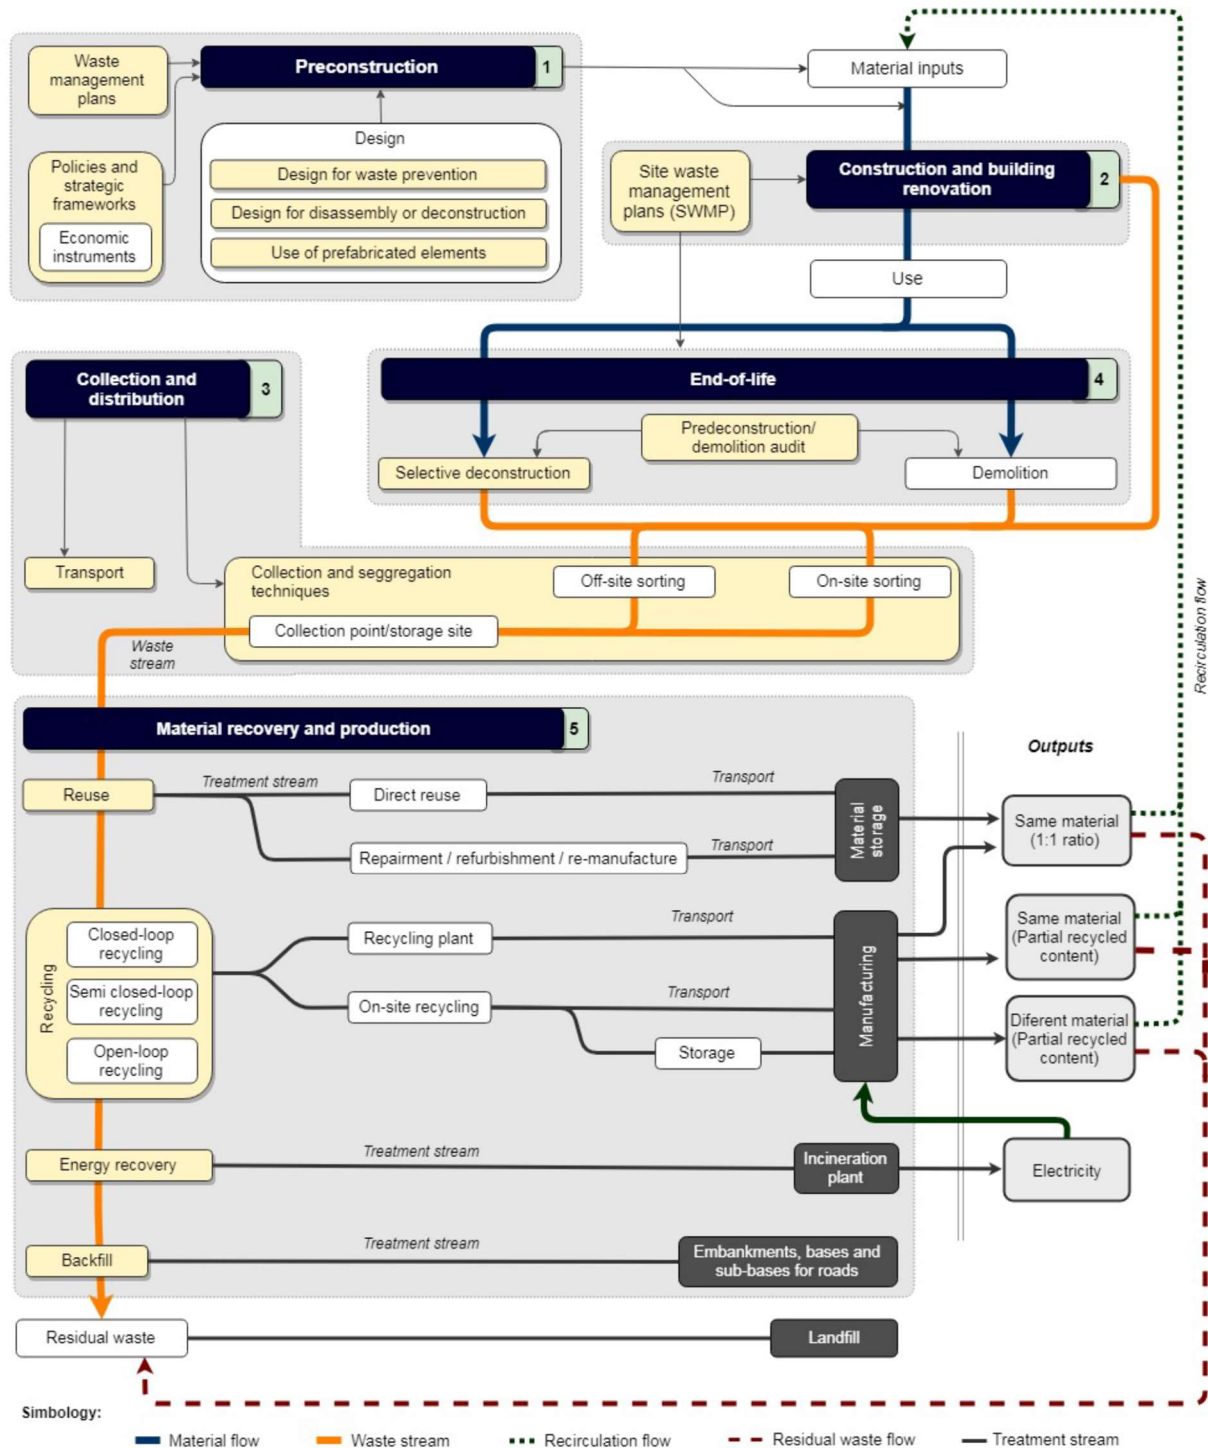 Waste
management
plans
Preconstruction
1
Material inputs
Design
Design for waste prevention
Design for disassembly or deconstruction
Use of prefabricated elements
Policies and
strategic
frameworks
Economic
instruments
Site waste
management
plans (SWMP)
Construction and building
renovation
2
Use
Collection and
distribution
3
End-of-life
4
Predeconstruction/
demolition audit
Selective deconstruction
Demolition
Transport
Collection and seggregation
techniques
Off-site sorting
On-site sorting
Collection point/storage site
Waste
stream
Recirculation flow
Material recovery and production
5
Outputs
Reuse
Treatment stream
Direct reuse
Transport
Repairment / refurbishment / re-manufacture
Transport
Material
storage
Same material
(1:1 ratio)
Recycling
Closed-loop
recycling
Semi closed-loop
recycling
Open-loop
recycling
Recycling plant
Transport
On-site recycling
Transport
Storage
Manufacturing
Same material
(Partial recycled
content)
Diferent material
(Partial recycled
content)
Energy recovery
Treatment stream
Incineration
plant
Electricity
Backfill
Treatment stream
Embankments, bases and
sub-bases for roads
Residual waste
Landfill
Simbology:
Material flow
Waste stream
Recirculation flow
Residual waste flow
Treatment stream